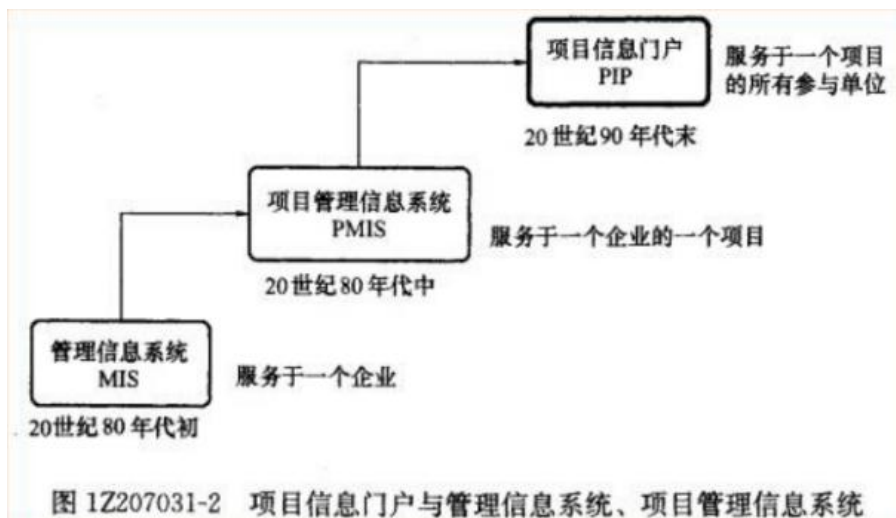 项目信息门户
PIP
服务于一个项目
的所有参与单位
20世纪90年代末
项目管理信息系统
PMIS
服务于一个企业的一个项目
20世纪80年代中
管理信息系统
MIS
服务于一个企业
20世纪80年代初
图 1Z207031-2 项目信息门户与管理信息系统、项目管理信息系统